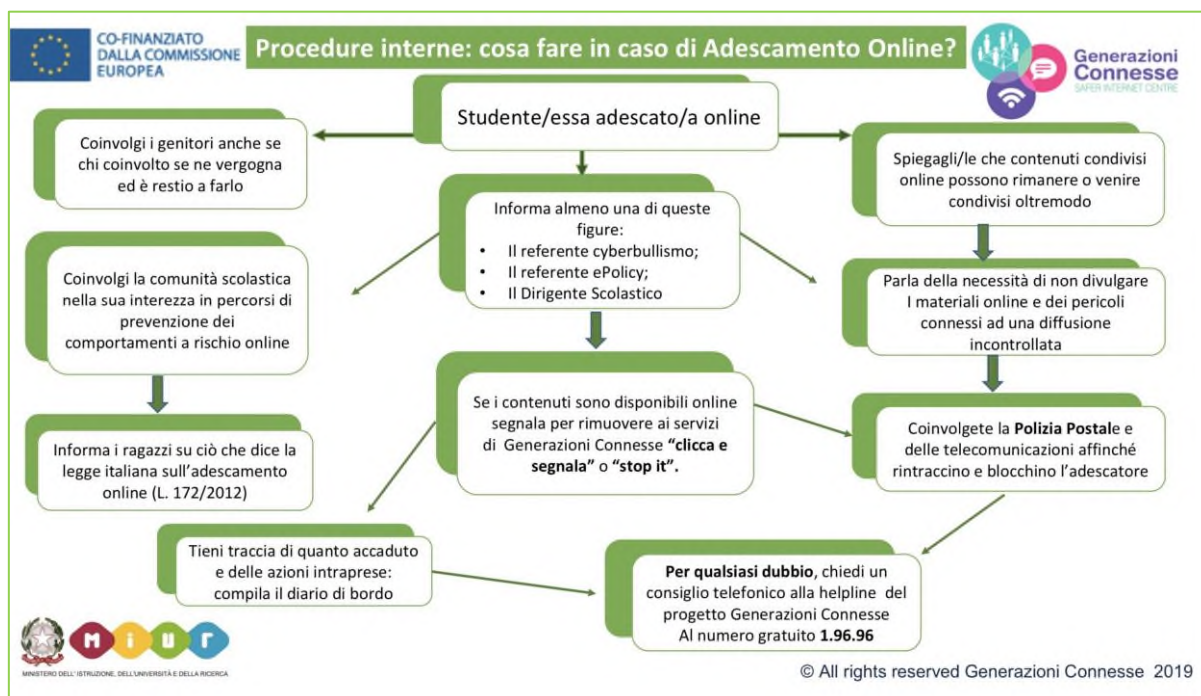 CO-FINANZIATO
DALLA COMMISSIONE
EUROPEA
Procedure interne: cosa fare in caso di Adescamento Online?
Generazioni
Connesse
SAFER INTERNET CENTRE
Studente/essa adescato/a online
Coinvolgi i genitori anche se
chi coinvolto se ne vergogna
ed è restio a farlo
Spiegagli/le che contenuti condivisi
online possono rimanere o venire
condivisi oltremodo
Informa almeno una di queste
figure:
• Il referente cyberbullismo;
• Il referente ePolicy;
• Il Dirigente Scolastico
Coinvolgi la comunità scolastica
nella sua interezza in percorsi di
prevenzione dei
comportamenti a rischio online
Parla della necessità di non divulgare
I materiali online e dei pericoli
connessi ad una diffusione
incontrollata
Se i contenuti sono disponibili online
segnala per rimuovere ai servizi
di Generazioni Connesse "clicca e
segnala" o "stop it".
Informa i ragazzi su ciò che dice la
legge italiana sull'adescamento
online (L. 172/2012)
Coinvolgete la Polizia Postale e
delle telecomunicazioni affinché
rintraccino e blocchino l'adescatore
Tieni traccia di quanto accaduto
e delle azioni intraprese:
compila il diario di bordo
Per qualsiasi dubbio, chiedi un
consiglio telefonico alla helpline del
progetto Generazioni Connesse
Al numero gratuito 1.96.96
MIUR
MINISTERO DELL'ISTRUZIONE, DELL'UNIVERSITÀ E DELLA RICERCA
© All rights reserved Generazioni Connesse 2019